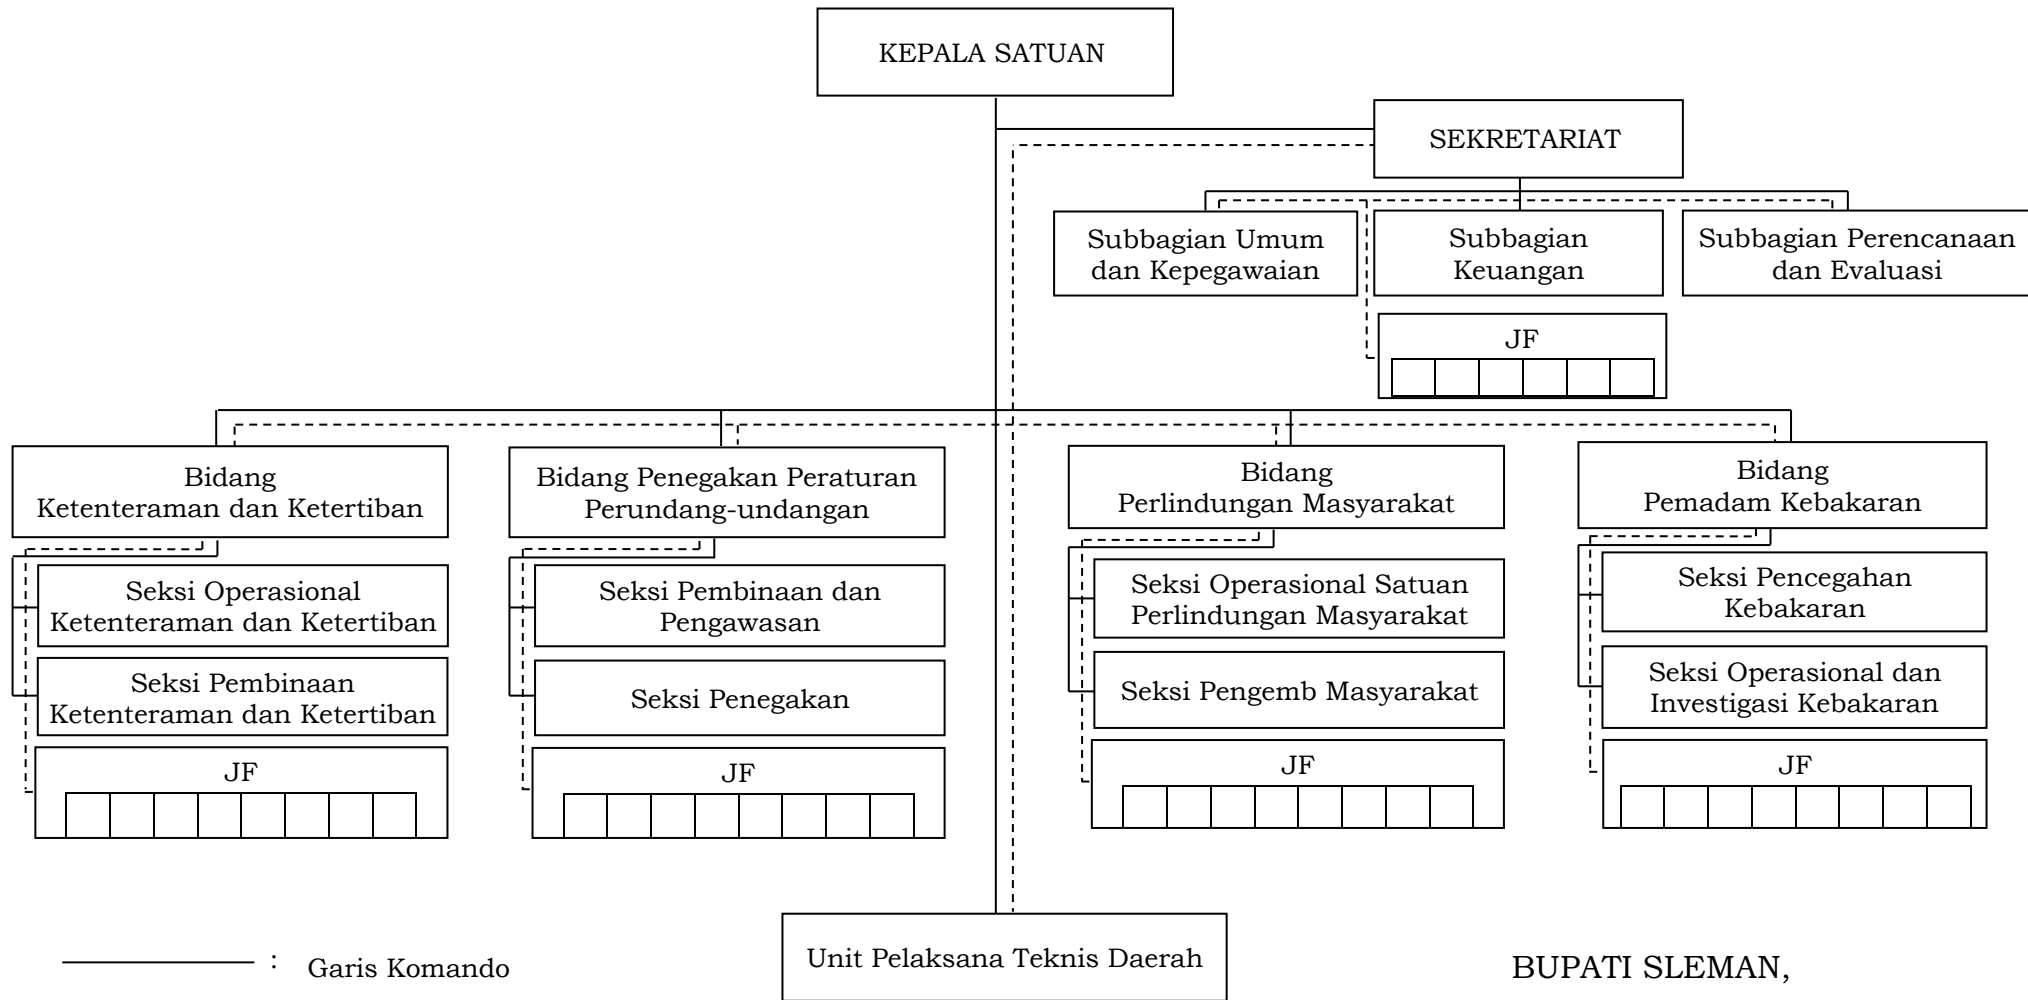 KEPALA SATUAN
SEKRETARIAT
Subbagian Umum
dan Kepegawaian
Subbagian
Keuangan
Subbagian Perencanaan
dan Evaluasi
JF
Bidang
Ketenteraman dan Ketertiban
Seksi Operasional
Ketenteraman dan Ketertiban
Seksi Pembinaan
Ketenteraman dan Ketertiban
JF
Bidang Penegakan Peraturan
Perundang-undangan
Seksi Pembinaan dan
Pengawasan
Seksi Penegakan
JF
Bidang
Perlindungan Masyarakat
Seksi Operasional Satuan
Perlindungan Masyarakat
Seksi Pengemb Masyarakat
JF
Bidang
Pemadam Kebakaran
Seksi Pencegahan
Kebakaran
Seksi Operasional dan
Investigasi Kebakaran
JF
Unit Pelaksana Teknis Daerah
: Garis Komando
BUPATI SLEMAN,